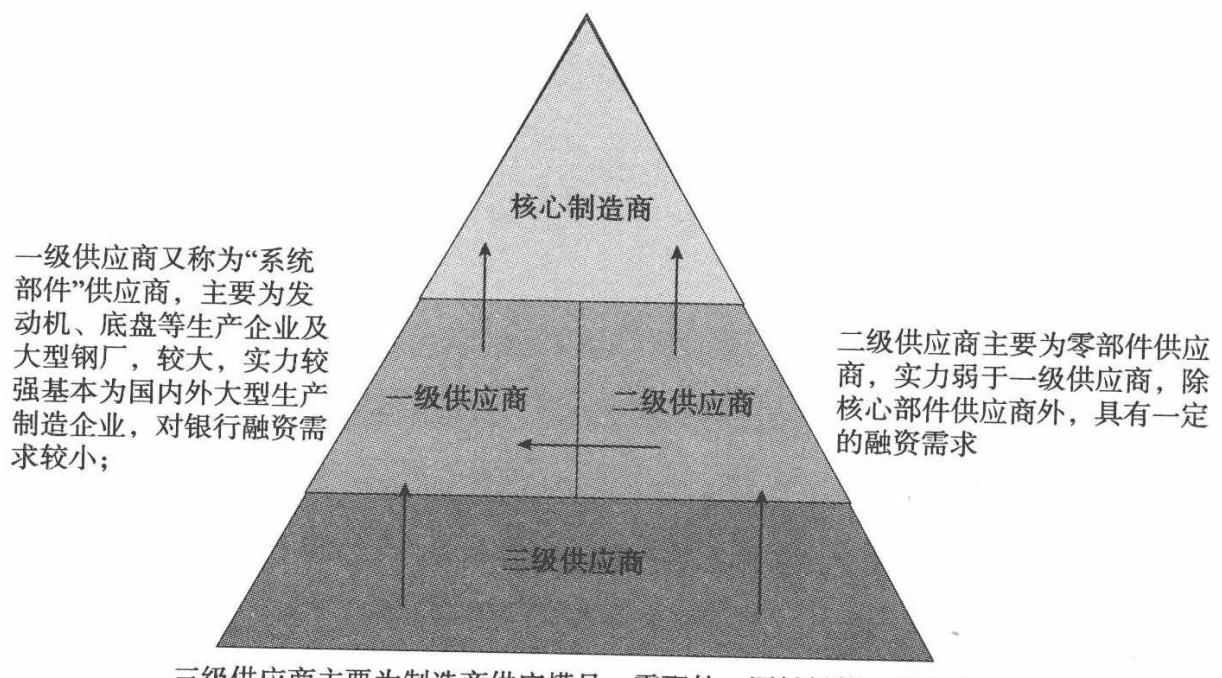 核心制造商
一级供应商又称为“系统
部件”供应商，主要为发
动机、底盘等生产企业及
大型钢厂，较大，实力较
强基本为国内外大型生产
制造企业，对银行融资需
求较小；
一级供应商
二级供应商
二级供应商主要为零部件供应
商，实力弱于一级供应商，除
核心部件供应商外，具有一定
的融资需求
三级供应商
三级供应商主要为制造商供应模具、零配件、